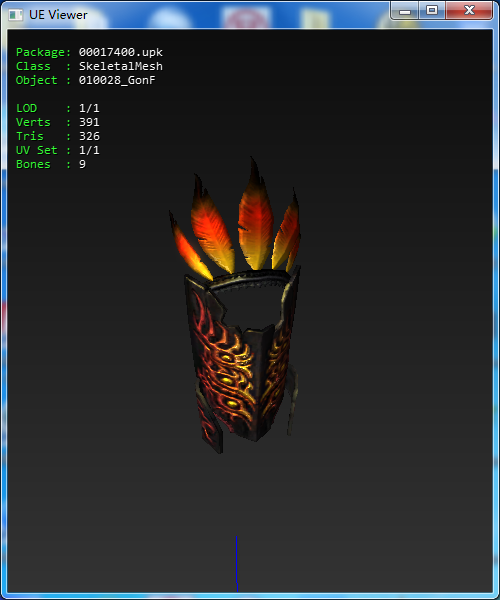 UE Viewer
Package: 00017400.upk
Class : SkeletalMesh
Object : 010028_GonF
LOD : 1/1
Verts : 391
Tris : 326
UV Set : 1/1
Bones : 9